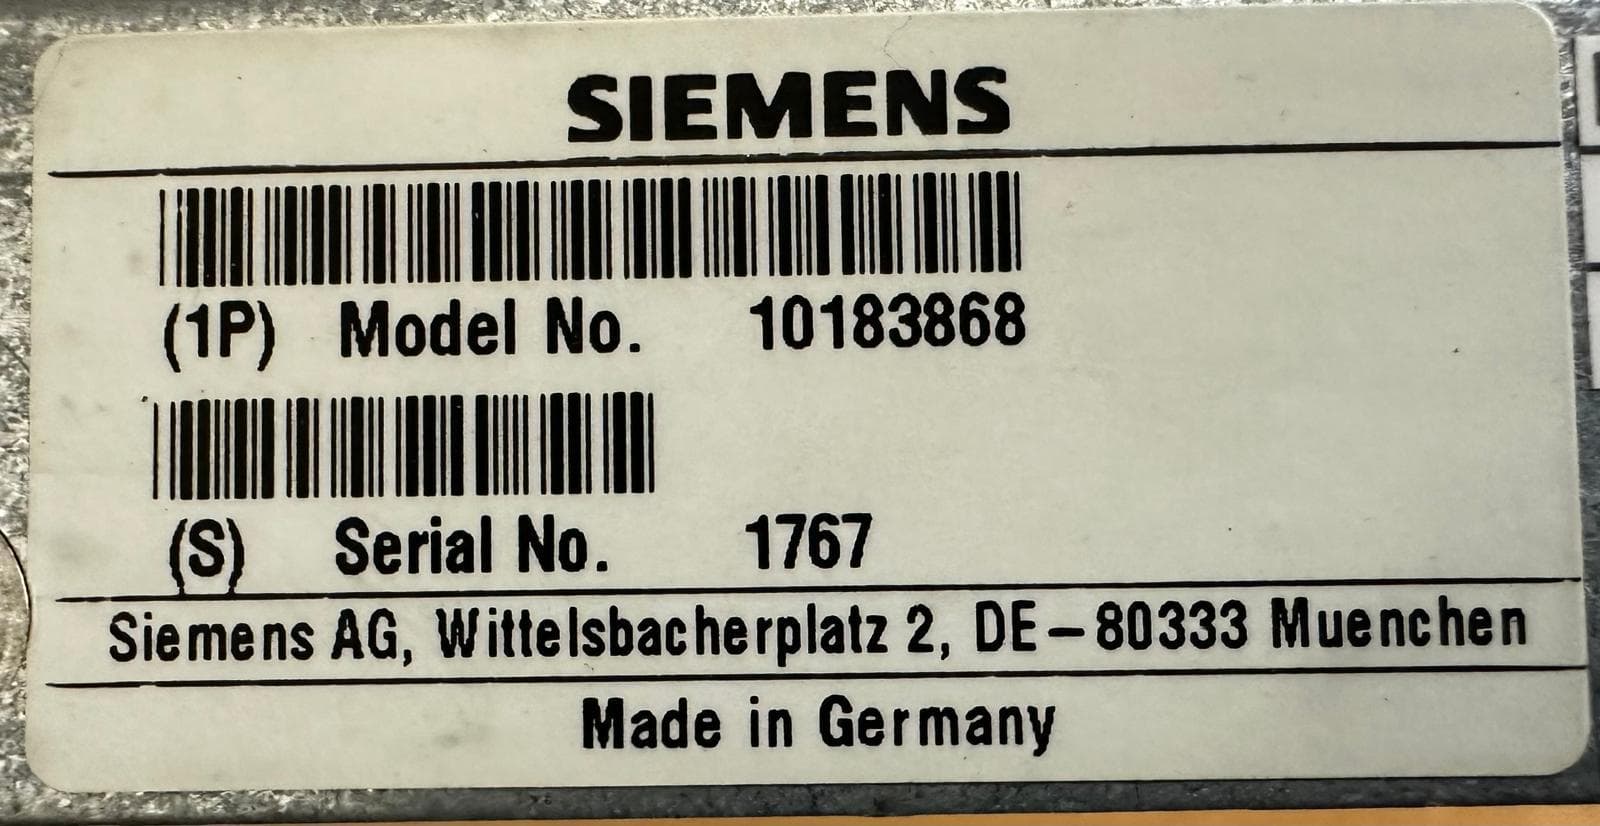 SIEMENS
(1P) Model No. 10183868
(S) Serial No. 1767
Siemens AG, Wittelsbacherplatz 2, DE-80333 Muenchen
Made in Germany